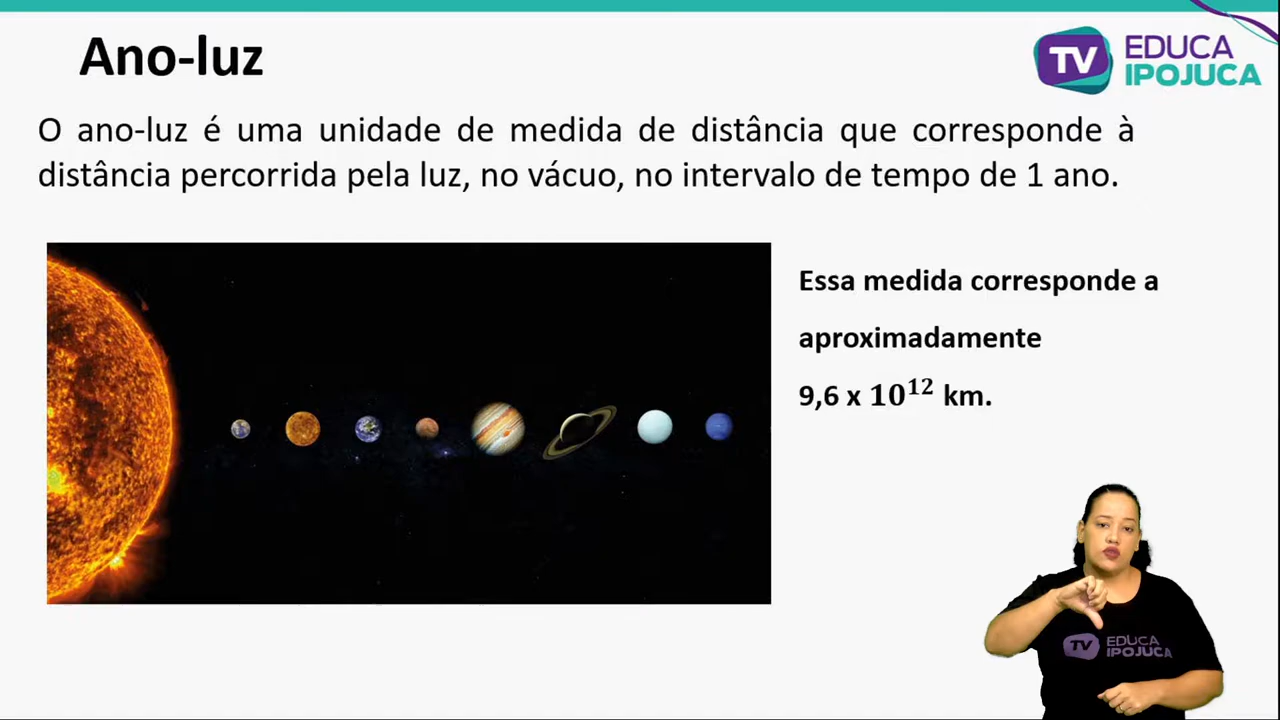 Ano-luz
TV EDUCA
IPOJUCA
O ano-luz é uma unidade de medida de distância que corresponde à
distância percorrida pela luz, no vácuo, no intervalo de tempo de 1 ano.
Essa medida corresponde a
aproximadamente
9,6 x 10¹² km.
TV EDUCA
IPOJUCA